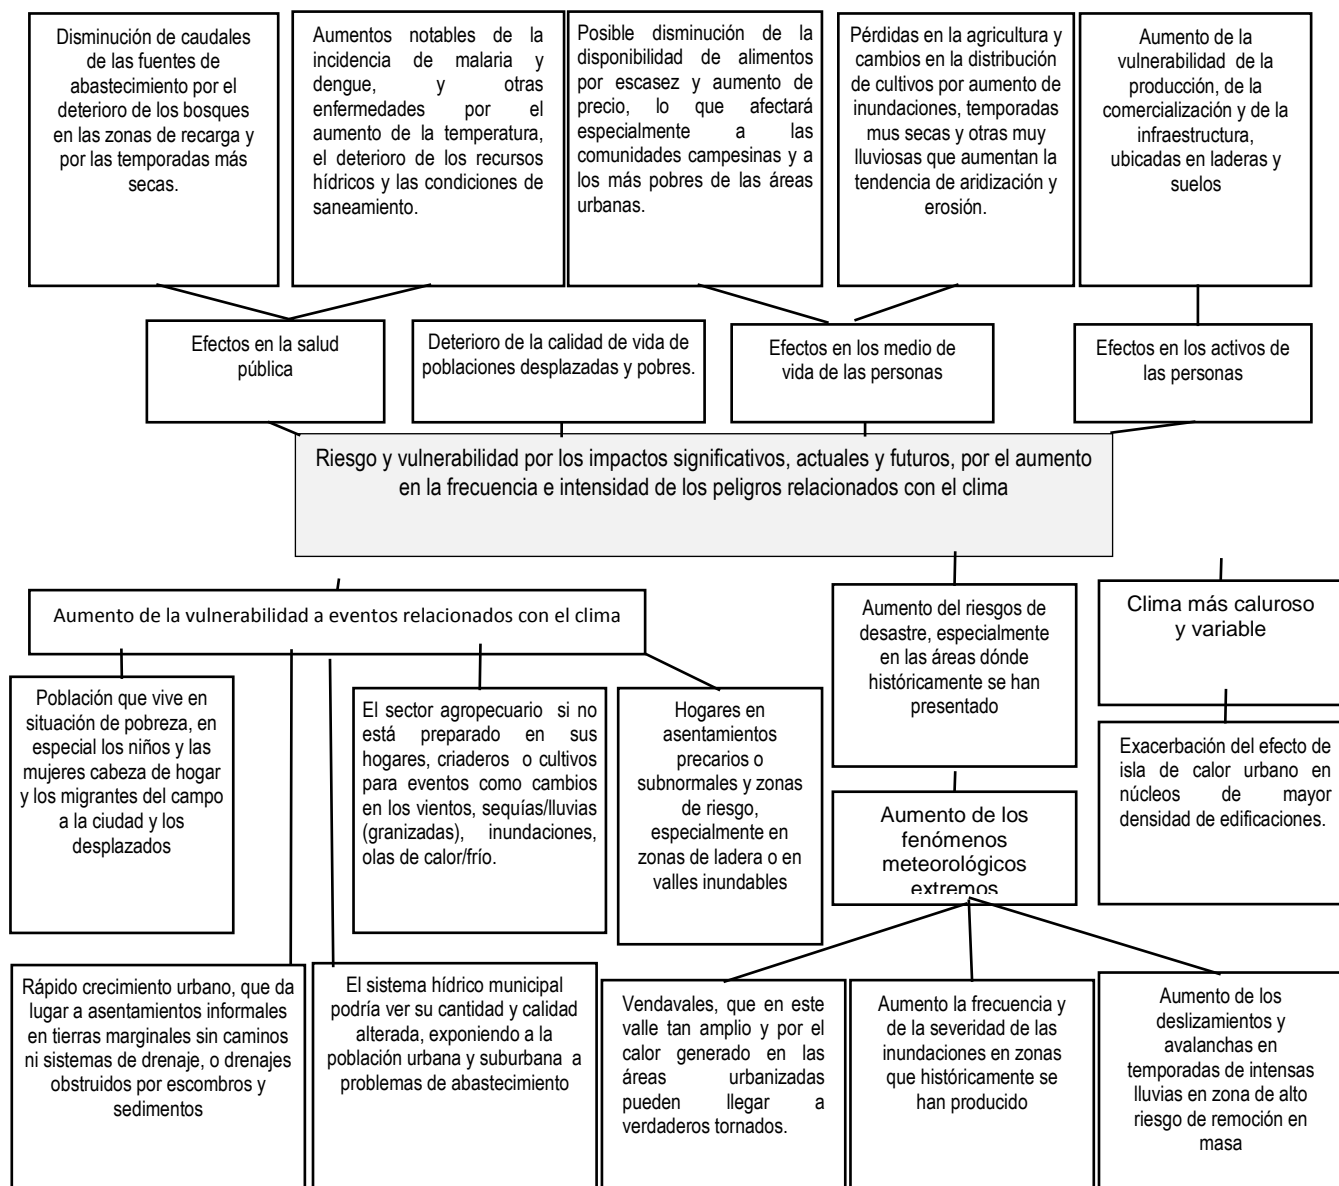 Disminución de caudales
de las fuentes de
abastecimiento por el
deterioro de los bosques
en las zonas de recarga y
por las temporadas más
secas.
Aumentos notables de la
incidencia de malaria y
dengue, y otras
enfermedades por el
aumento de la temperatura,
el deterioro de los recursos
hídricos y las condiciones de
saneamiento.
Posible disminución de la
disponibilidad de alimentos
por escasez y aumento de
precio, lo que afectará
especialmente a las
comunidades campesinas y a
los más pobres de las áreas
urbanas.
Pérdidas en la agricultura y
cambios en la distribución
de cultivos por aumento de
inundaciones, temporadas
mus secas y otras muy
lluviosas que aumentan la
tendencia de aridización y
erosión.
Aumento de la
vulnerabilidad de la
producción, de la
comercialización y de la
infraestructura,
ubicadas en laderas y
suelos
Efectos en la salud
pública
Deterioro de la calidad de vida de
poblaciones desplazadas y pobres.
Efectos en los medio de
vida de las personas
Efectos en los activos de
las personas
Riesgo y vulnerabilidad por los impactos significativos, actuales y futuros, por el aumento
en la frecuencia e intensidad de los peligros relacionados con el clima
Aumento de la vulnerabilidad a eventos relacionados con el clima
Aumento del riesgos de
desastre, especialmente
en las áreas dónde
históricamente se han
presentado
Clima más caluroso
y variable
Población que vive en
situación de pobreza, en
especial los niños y las
mujeres cabeza de hogar
y los migrantes del campo
a la ciudad y los
desplazados
El sector agropecuario si no
está preparado en sus
hogares, criaderos o cultivos
para eventos como cambios
en los vientos, sequías/lluvias
(granizadas), inundaciones,
olas de calor/frío.
Hogares en
asentamientos
precarios o
subnormales y zonas
de riesgo,
especialmente en
zonas de ladera o en
valles inundables
Aumento de los
fenómenos
meteorológicos
extremos
Exacerbación del efecto de
isla de calor urbano en
núcleos de mayor
densidad de edificaciones.
Rápido crecimiento urbano, que da
lugar a asentamientos informales
en tierras marginales sin caminos
ni sistemas de drenaje, o drenajes
obstruidos por escombros y
sedimentos
El sistema hídrico municipal
podría ver su cantidad y calidad
alterada, exponiendo a la
población urbana y suburbana a
problemas de abastecimiento
Vendavales, que en este
valle tan amplio y por el
calor generado en las
áreas urbanizadas
pueden llegar a
verdaderos tornados.
Aumento la frecuencia y
de la severidad de las
inundaciones en zonas
que históricamente se
han producido
Aumento de los
deslizamientos y
avalanchas en
temporadas de intensas
lluvias en zona de alto
riesgo de remoción en
masa